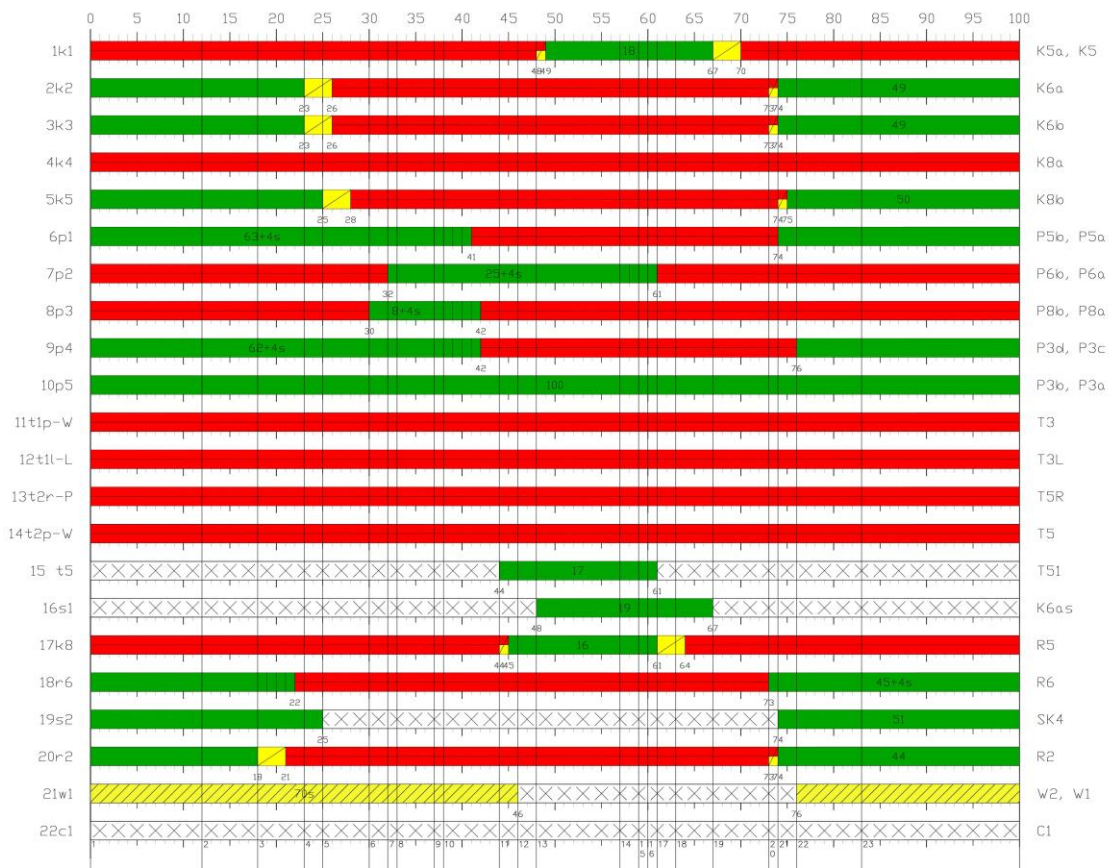 0 5 10 15 20 25 30 35 40 45 50 55 60 65 70 75 80 85 90 95 100
1k1 18 K5a, K5
48 49 67 70
2k2 49 K6a
23 26 73 74
3k3 49 K6b
23 26 73 74
4k4 K8a
5k5 50 K8b
25 28 74 75
6p1 63+4s P5b, P5a
41 74
7p2 25+4s P6b, P6a
32 61
8p3 8+4s P8b, P8a
30 42
9p4 62+4s P3d, P3c
42 76
10p5 100 P3b, P3a
11t1p-W T3
12t1l-L T3L
13t2r-P T5R
14t2p-W T5
15 t5 17 T51
44 61
16s1 19 K6as
48 67
17k8 16 R5
44 45 61 64
18r6 45+4s R6
22 73
19s2 51 SK4
25 74
20r2 44 R2
18 21 73 74
21w1 70s W2, W1
46 76
22c1 C1
1 2 3 4 5 6 7 8 9 10 11 12 13 14 15 16 17 18 19 20 21 22 23